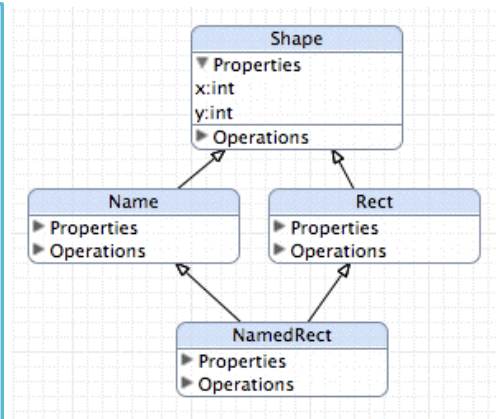 Shape
Properties
x:int
y:int
Operations
Name
Properties
Operations
Rect
Properties
Operations
NamedRect
Properties
Operations